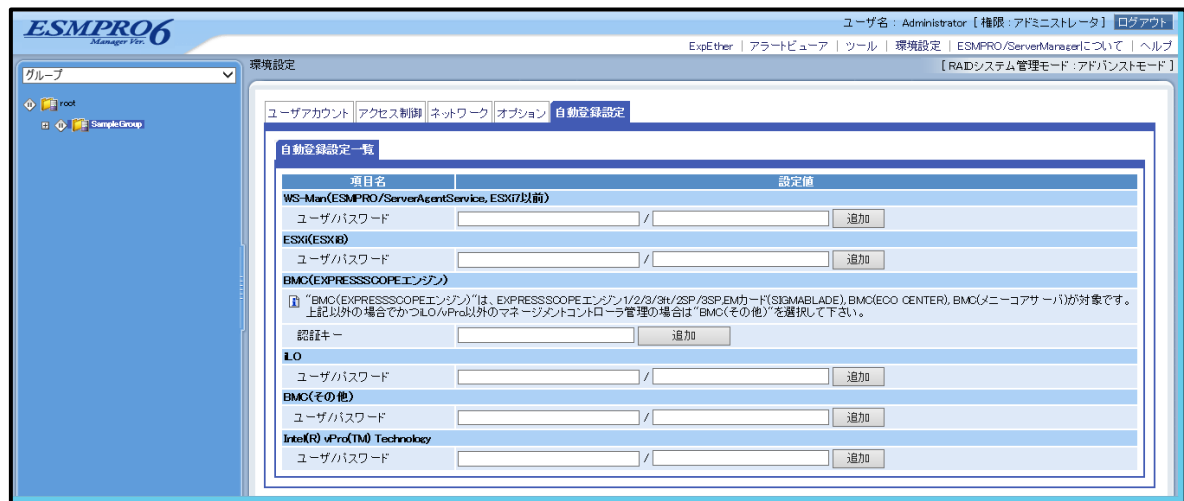 ESMPRO6
Manager Ver.
ユーザ名 : Administrator [ 権限 : アドミニストレータ ] ログアウト
ExpEther | アラートビューア | ツール | 環境設定 | ESMPRO/ServerManagerについて | ヘルプ
グループ
環境設定
[ RAIDシステム管理モード : アドバンストモード ]
root
SampleGroup
ユーザアカウント アクセス制御 ネットワーク オプション 自動登録設定
自動登録設定一覧
項目名 設定値
WS-Man(ESMPRO/ServerAgentService, ESXi7以前)
ユーザ/パスワード / 追加
ESXi(ESXi8)
ユーザ/パスワード / 追加
BMC(EXPRESSSCOPEエンジン)
"BMC(EXPRESSSCOPEエンジン)"は、EXPRESSSCOPEエンジン1/2/3/3ft/2SP/3SP,EMカード(SIGMABLADE), BMC(ECO CENTER), BMC(メニーコアサーバ)が対象です。
上記以外の場合でかつiLO/vPro以外のマネージメントコントローラ管理の場合は"BMC(その他)"を選択して下さい。
認証キー 追加
iLO
ユーザ/パスワード / 追加
BMC(その他)
ユーザ/パスワード / 追加
Intel(R) vPro(TM) Technology
ユーザ/パスワード / 追加